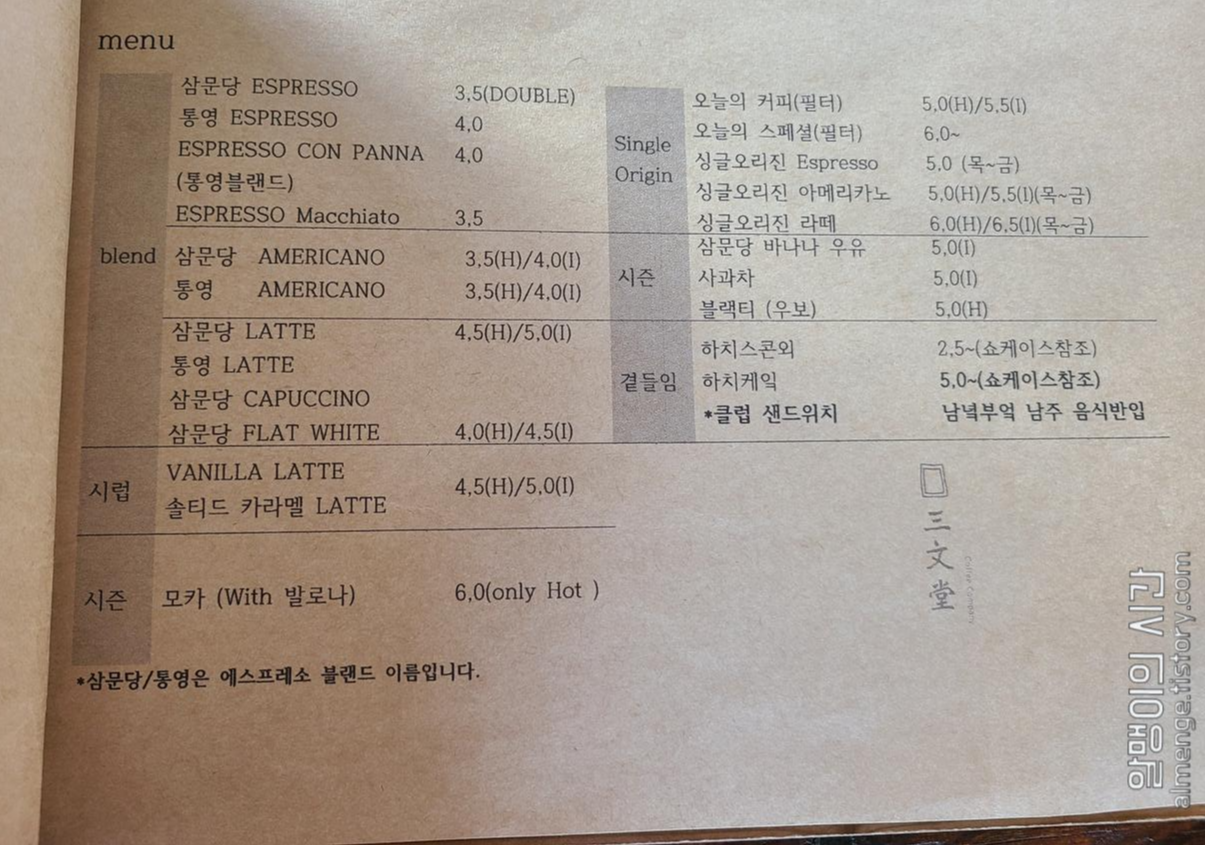 menu
blend
삼문당 ESPRESSO 3,5(DOUBLE)
통영 ESPRESSO 4,0
ESPRESSO CON PANNA 4,0
(통영블랜드)
ESPRESSO Macchiato 3,5
삼문당 AMERICANO 3,5(H)/4,0(I)
통영 AMERICANO 3,5(H)/4,0(I)
삼문당 LATTE 4,5(H)/5,0(I)
통영 LATTE
삼문당 CAPUCCINO
삼문당 FLAT WHITE 4,0(H)/4,5(I)
시럽
VANILLA LATTE
4,5(H)/5,0(I)
솔티드 카라멜 LATTE
시즌
모카 (With 발로나) 6,0(only Hot )
*삼문당/통영은 에스프레소 블랜드 이름입니다.
Single
Origin
오늘의 커피(필터) 5,0(H)/5,5(I)
오늘의 스페셜(필터) 6,0~
싱글오리진 Espresso 5,0 (목~금)
싱글오리진 아메리카노 5,0(H)/5,5(I)(목~금)
싱글오리진 라떼 6,0(H)/6,5(I)(목~금)
시즌
삼문당 바나나 우유 5,0(I)
사과차 5,0(I)
블랙티 (우보) 5,0(H)
곁들임
하치스콘외 2,5~(쇼케이스참조)
하치케잌 5,0~(쇼케이스참조)
*클럽 샌드위치 남녘부엌 남주 음식반입
三文堂
알맹이의 시간
almenge.tistory.com